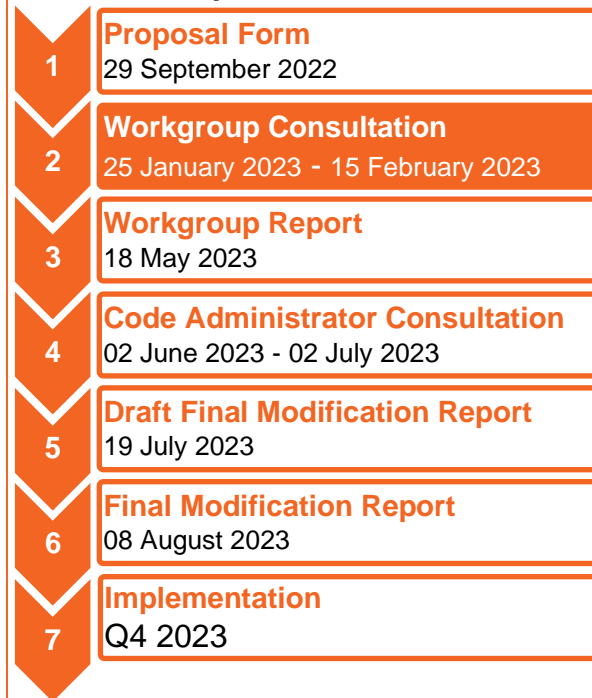 1
Proposal Form
29 September 2022
2
Workgroup Consultation
25 January 2023 - 15 February 2023
3
Workgroup Report
18 May 2023
4
Code Administrator Consultation
02 June 2023 - 02 July 2023
5
Draft Final Modification Report
19 July 2023
6
Final Modification Report
08 August 2023
7
Implementation
Q4 2023